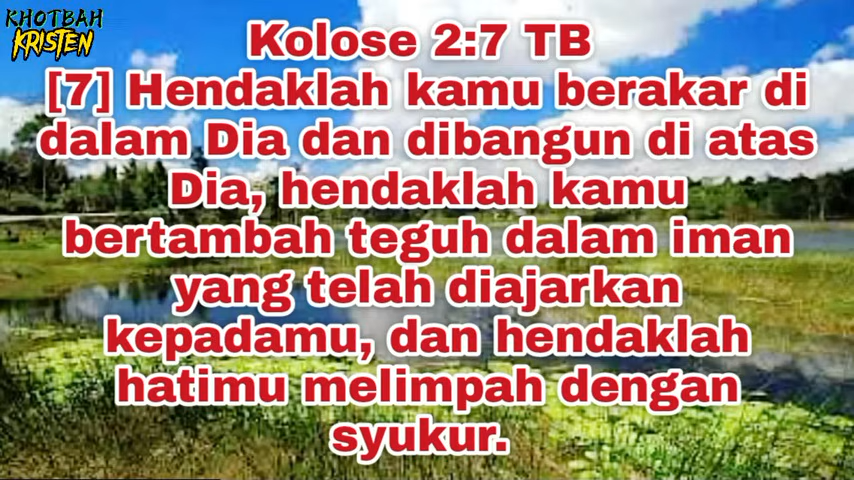 KHOTBAH
KRISTEN
Kolose 2:7 TB
[7] Hendaklah kamu berakar di
dalam Dia dan dibangun di atas
Dia, hendaklah kamu
bertambah teguh dalam iman
yang telah diajarkan
kepadamu, dan hendaklah
hatimu melimpah dengan
syukur.